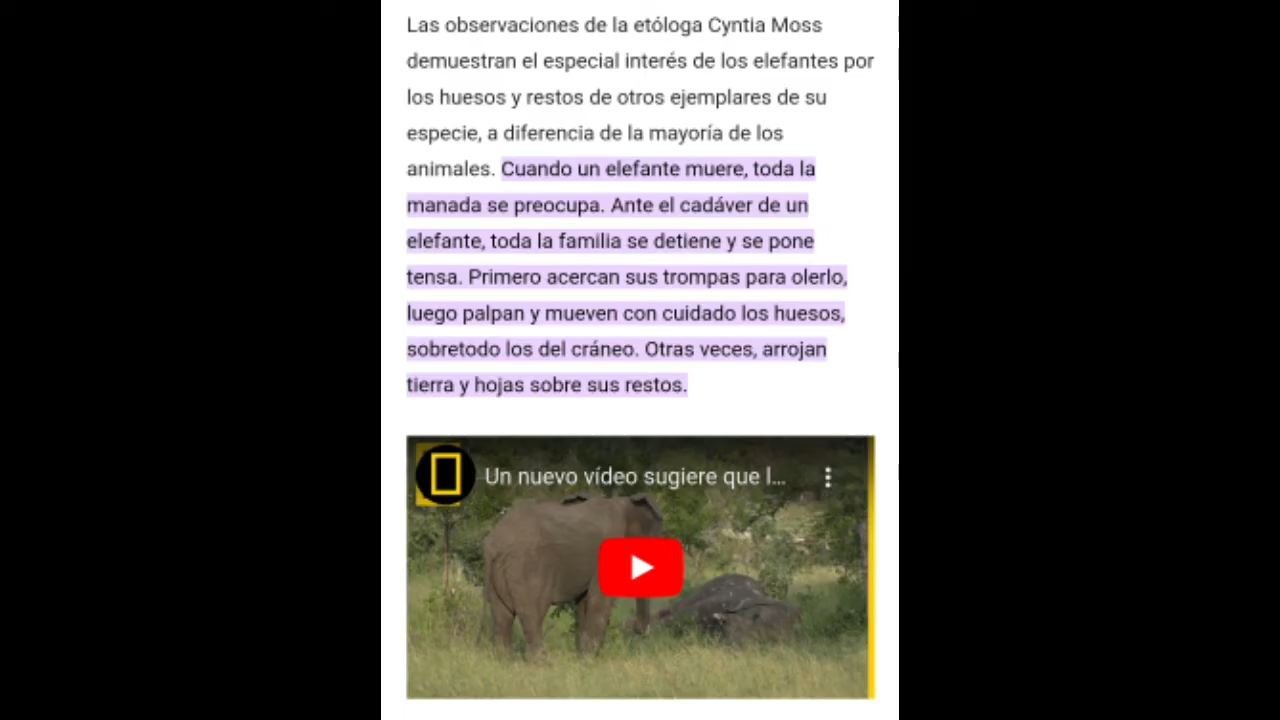 Las observaciones de la etóloga Cyntia Moss
demuestran el especial interés de los elefantes por
los huesos y restos de otros ejemplares de su
especie, a diferencia de la mayoría de los
animales. Cuando un elefante muere, toda la
manada se preocupa. Ante el cadáver de un
elefante, toda la familia se detiene y se pone
tensa. Primero acercan sus trompas para olerlo,
luego palpan y mueven con cuidado los huesos,
sobretodo los del cráneo. Otras veces, arrojan
tierra y hojas sobre sus restos.
Un nuevo vídeo sugiere que l...